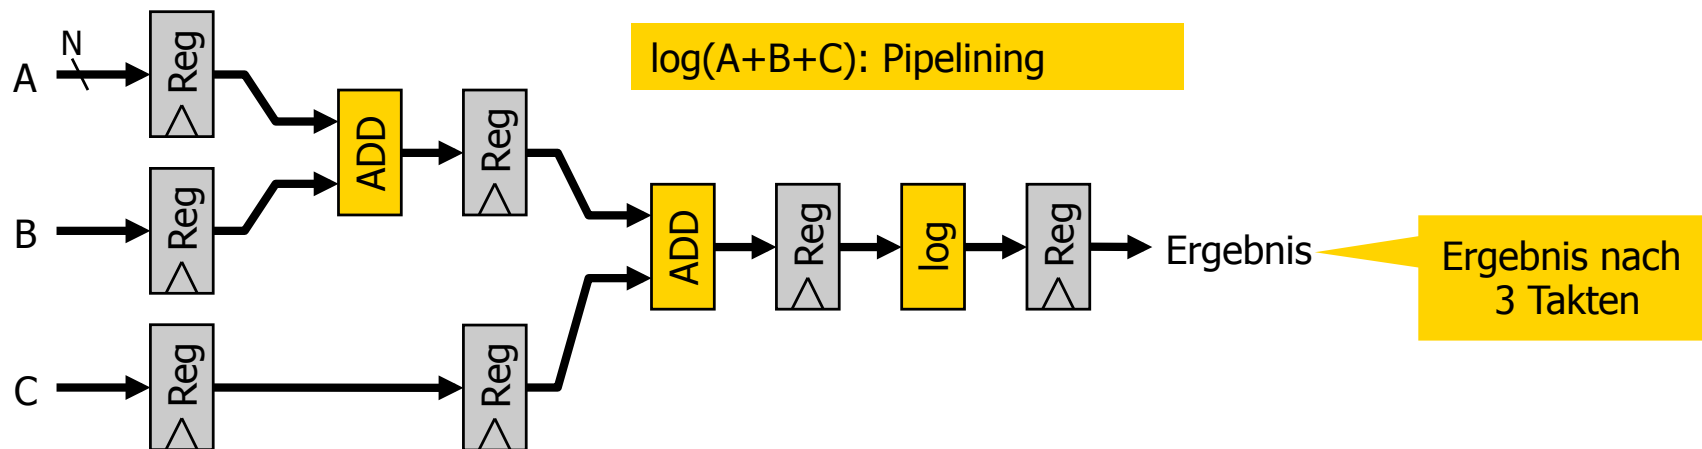 log(A+B+C): Pipelining
N
A
Reg
ADD
Reg
B
Reg
ADD
Reg
log
Reg
Ergebnis
Ergebnis nach
3 Takten
C
Reg
Reg